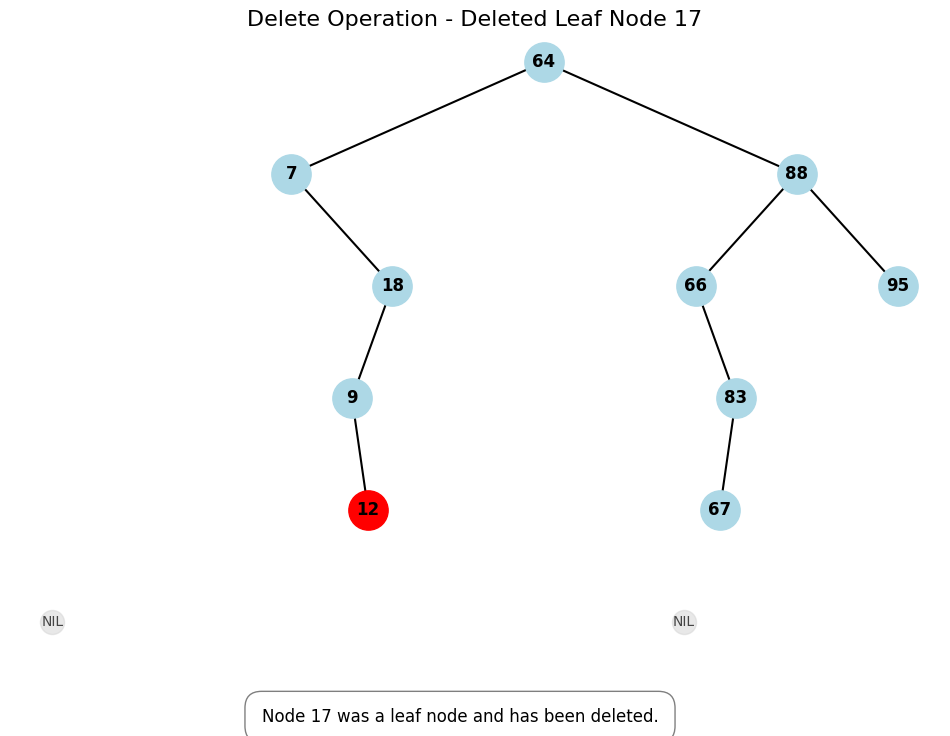 Delete Operation - Deleted Leaf Node 17
64
7
88
18
66
95
9
83
12
67
NIL
NIL
Node 17 was a leaf node and has been deleted.